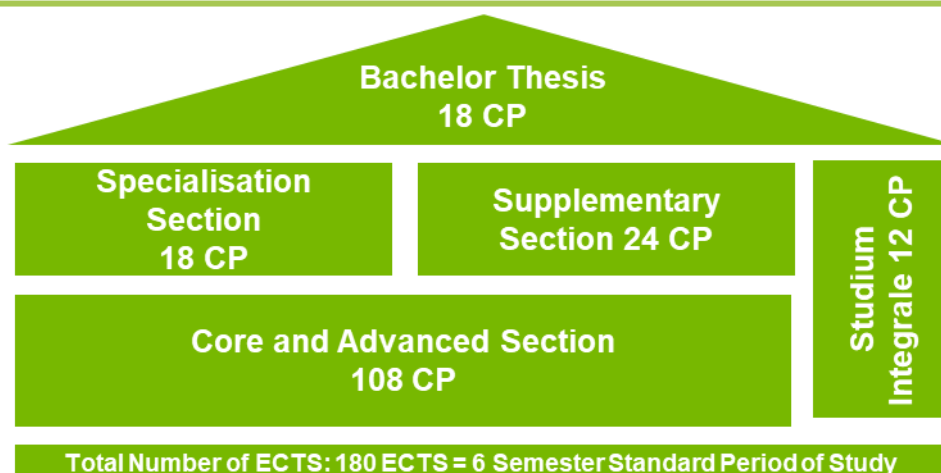 Bachelor Thesis
18 CP
Specialisation
Section
18 CP
Supplementary
Section 24 CP
Studium
Integrale 12 CP
Core and Advanced Section
108 CP
Total Number of ECTS: 180 ECTS = 6 Semester Standard Period of Study